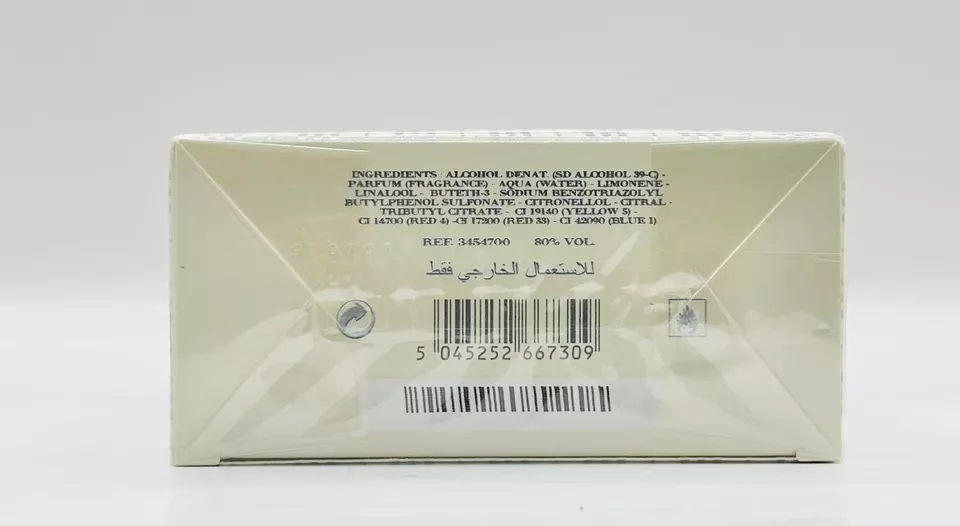 INGREDIENTS : ALCOHOL DENAT. (SD ALCOHOL 39-C) -
PARFUM (FRAGRANCE) - AQUA (WATER) - LIMONENE -
LINALOOL - BUTETH-3 - SODIUM BENZOTRIAZOLYL
BUTYLPHENOL SULFONATE - CITRONELLOL - CITRAL -
TRIBUTYL CITRATE - CI 19140 (YELLOW 5) -
CI 14700 (RED 4) -CI 17200 (RED 33) - CI 42090 (BLUE 1)
REF. 3454700 80% VOL.
للاستعمال الخارجي فقط
5 045252 667309